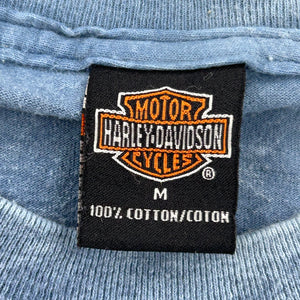 MOTOR
HARLEY-DAVIDSON
CYCLES
®
M
100% COTTON/COTON